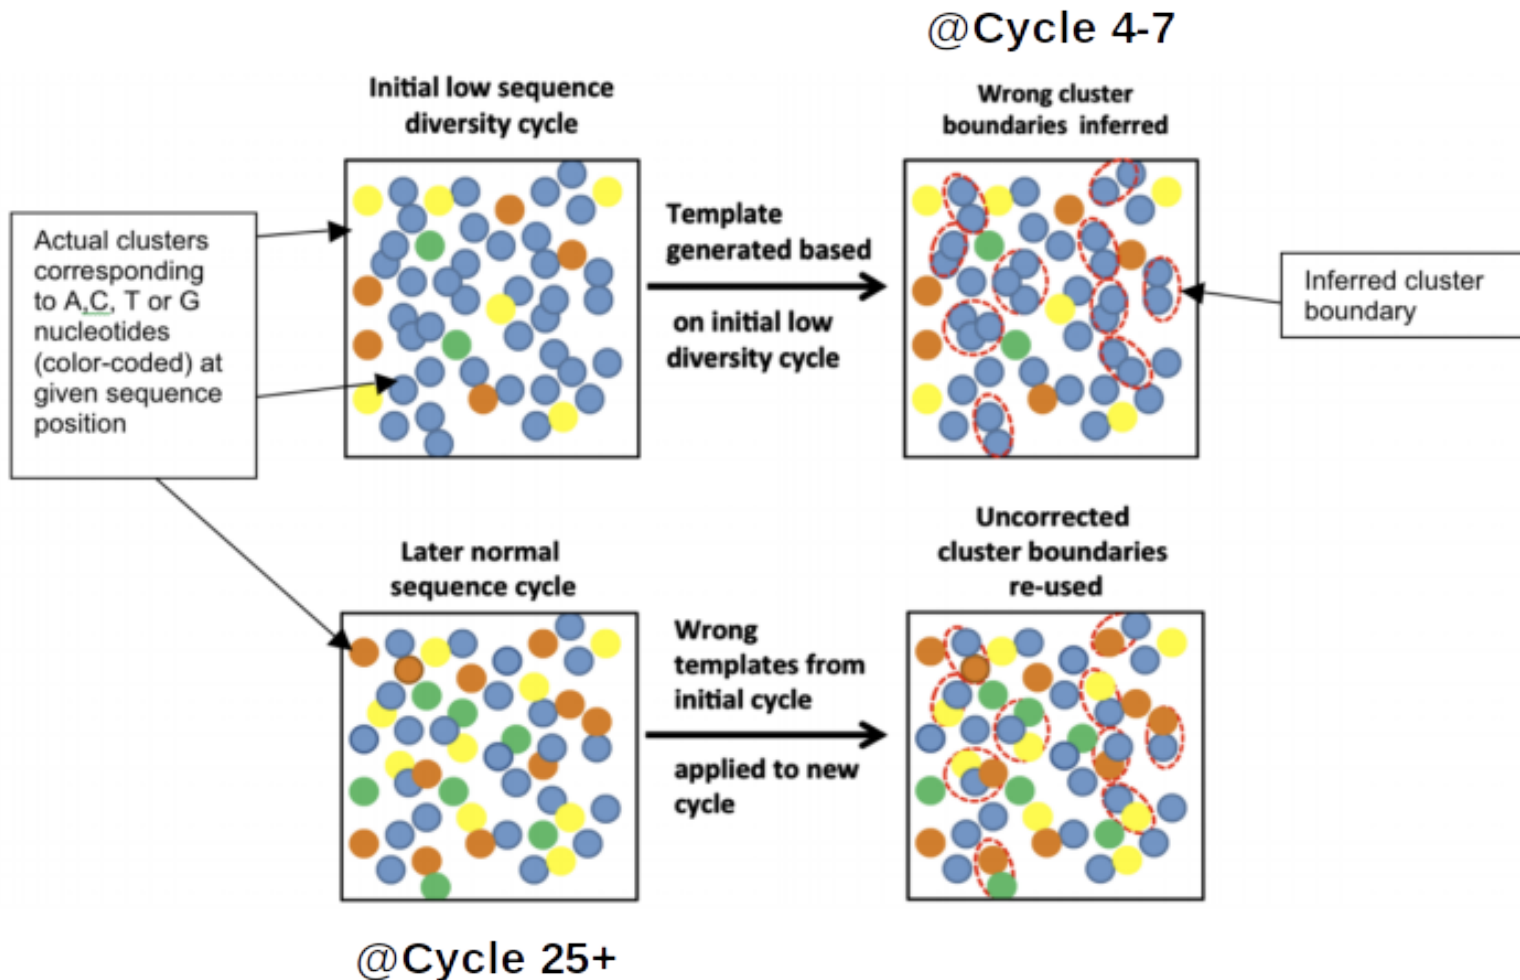 @Cycle 4-7
Initial low sequence
diversity cycle
Wrong cluster
boundaries inferred
Actual clusters
corresponding
to A,C, T or G
nucleotides
(color-coded) at
given sequence
position
Template
generated based
on initial low
diversity cycle
Inferred cluster
boundary
Later normal
sequence cycle
Uncorrected
cluster boundaries
re-used
Wrong
templates from
initial cycle
applied to new
cycle
@Cycle 25+